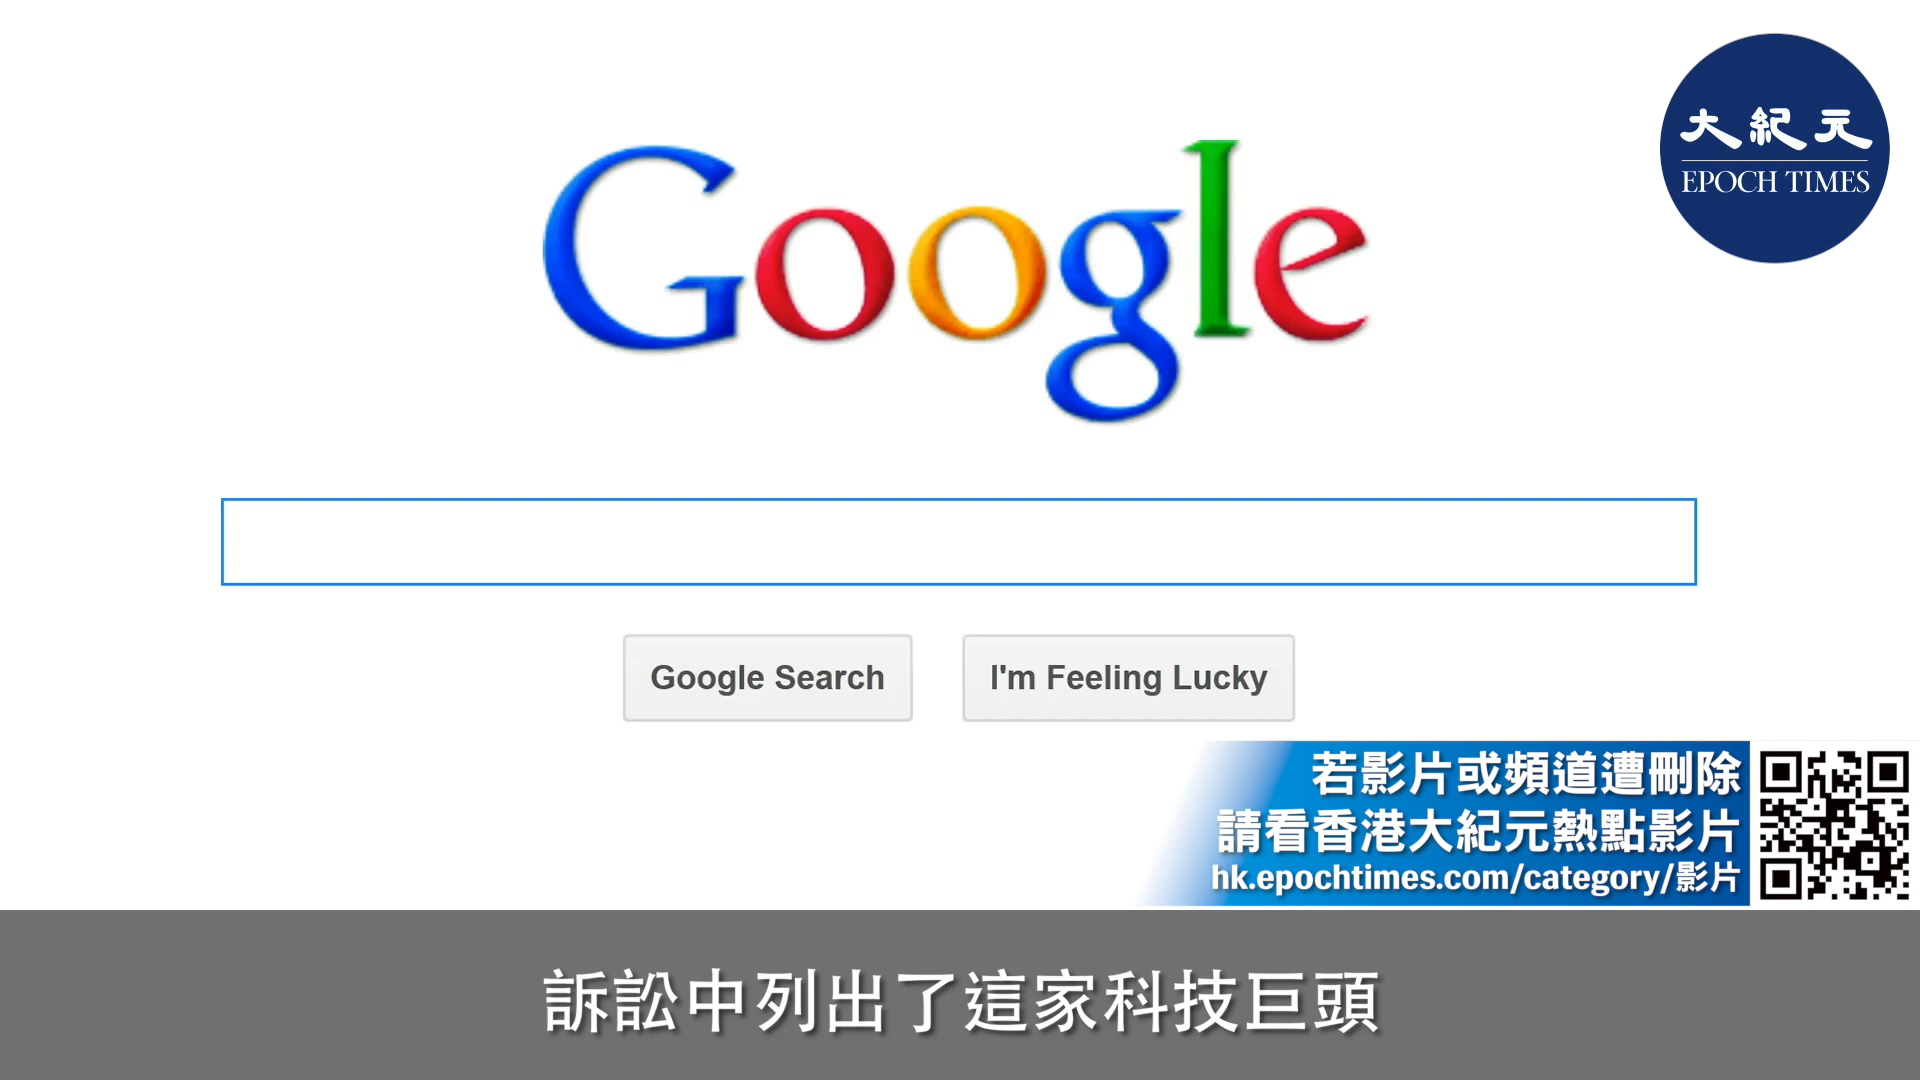 Google
大紀元
EPOCH TIMES
Google Search
I'm Feeling Lucky
若影片或頻道遭刪除
請看香港大紀元熱點影片
hk.epochtimes.com/category/影片
訴訟中列出了這家科技巨頭